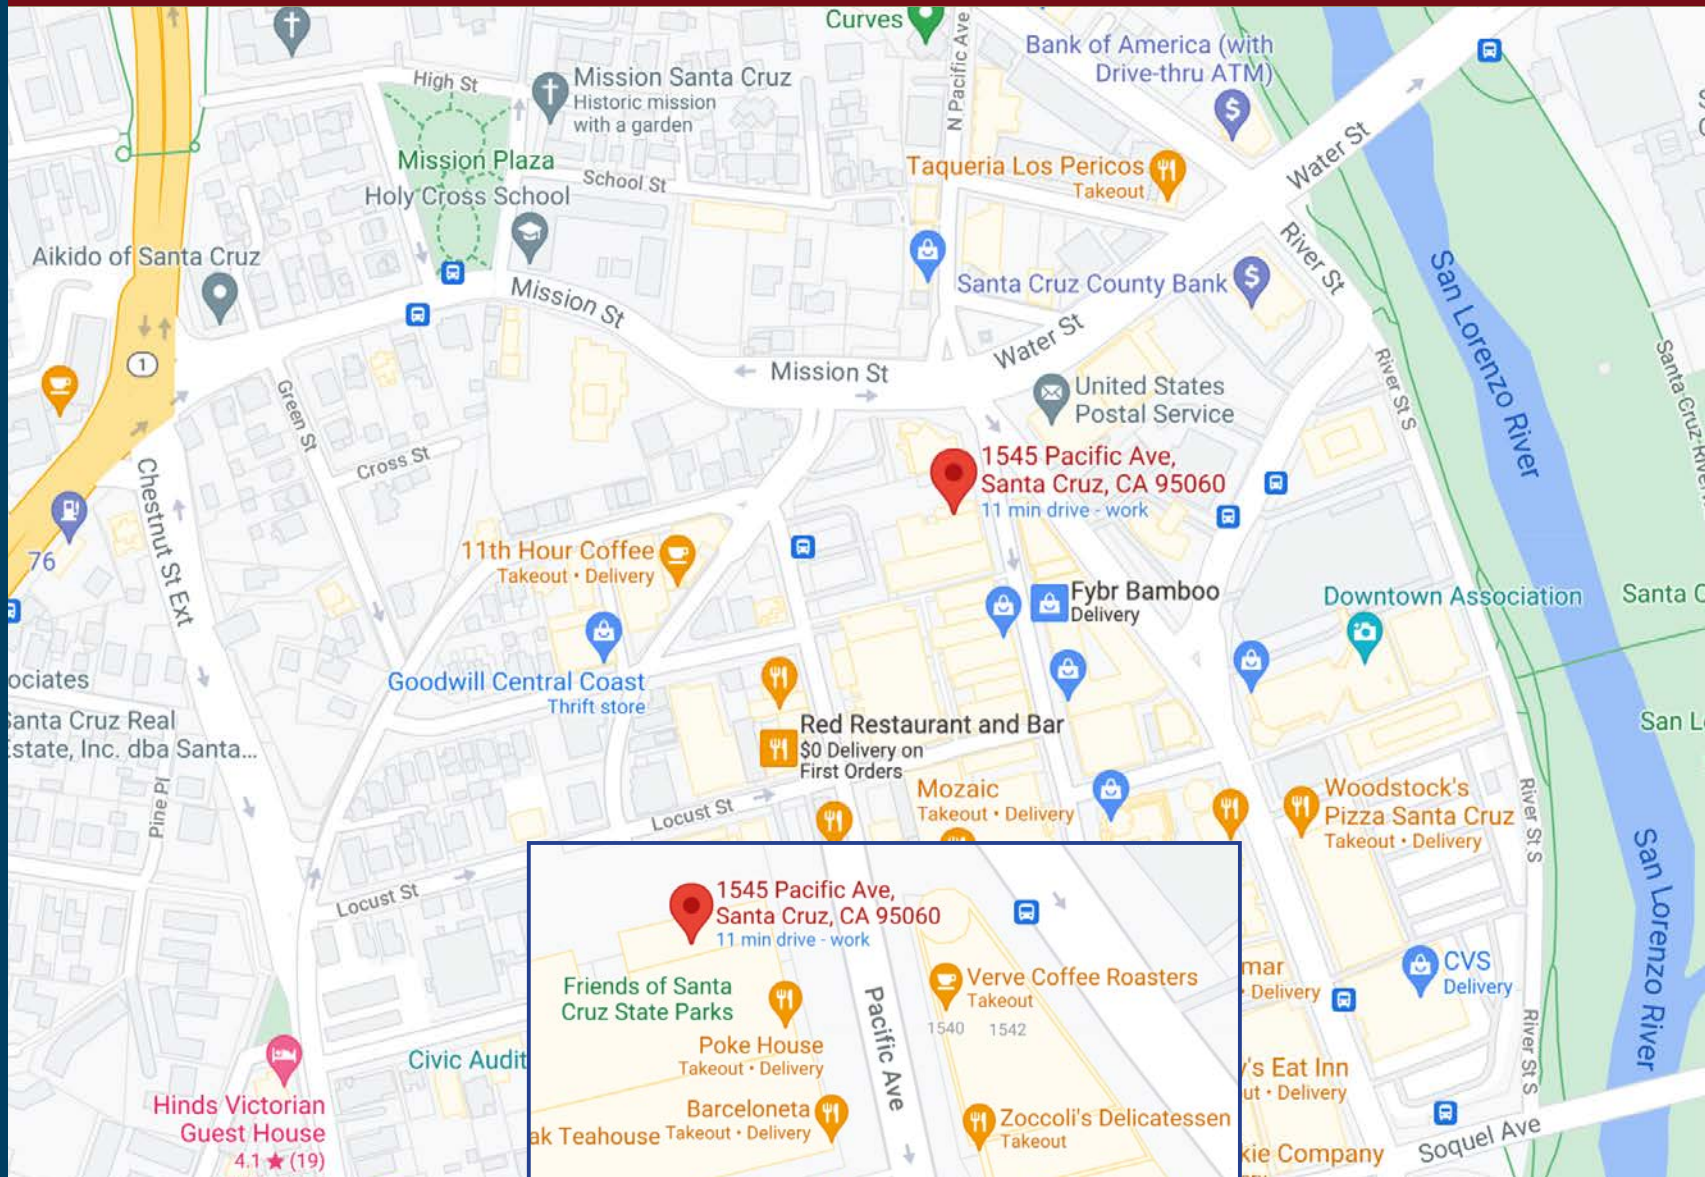 Curves
N Pacific Ave
Bank of America (with
Drive-thru ATM)
High St
Mission Santa Cruz
Historic mission
with a garden
Mission Plaza
School St
Holy Cross School
Taqueria Los Pericos
Takeout
Water St
River St
Aikido of Santa Cruz
Santa Cruz County Bank
San Lorenzo River
Mission St
Water St
Mission St
1
River St S
United States
Postal Service
Green St
Cross St
1545 Pacific Ave,
Santa Cruz, CA 95060
11 min drive - work
Chestnut St Ext
76
11th Hour Coffee
Takeout • Delivery
Fybr Bamboo
Delivery
Downtown Association
Goodwill Central Coast
Thrift store
ociates
Santa Cruz Real
Estate, Inc. dba Santa...
Red Restaurant and Bar
$0 Delivery on
First Orders
Pine Pl
Locust St
Mozaic
Takeout • Delivery
Woodstock's
Pizza Santa Cruz
Takeout • Delivery
River St S
San Lorenzo River
Locust St
1545 Pacific Ave,
Santa Cruz, CA 95060
11 min drive - work
Friends of Santa
Cruz State Parks
Verve Coffee Roasters
Takeout
1540
1542
Poke House
Takeout • Delivery
Pacific Ave
Barceloneta
Takeout • Delivery
ak Teahouse
Zoccoli's Delicatessen
Takeout
mar
• Delivery
CVS
Delivery
River St S
Civic Audit
y's Eat Inn
ut • Delivery
Hinds Victorian
Guest House
4.1 ★ (19)
kie Company
Soquel Ave